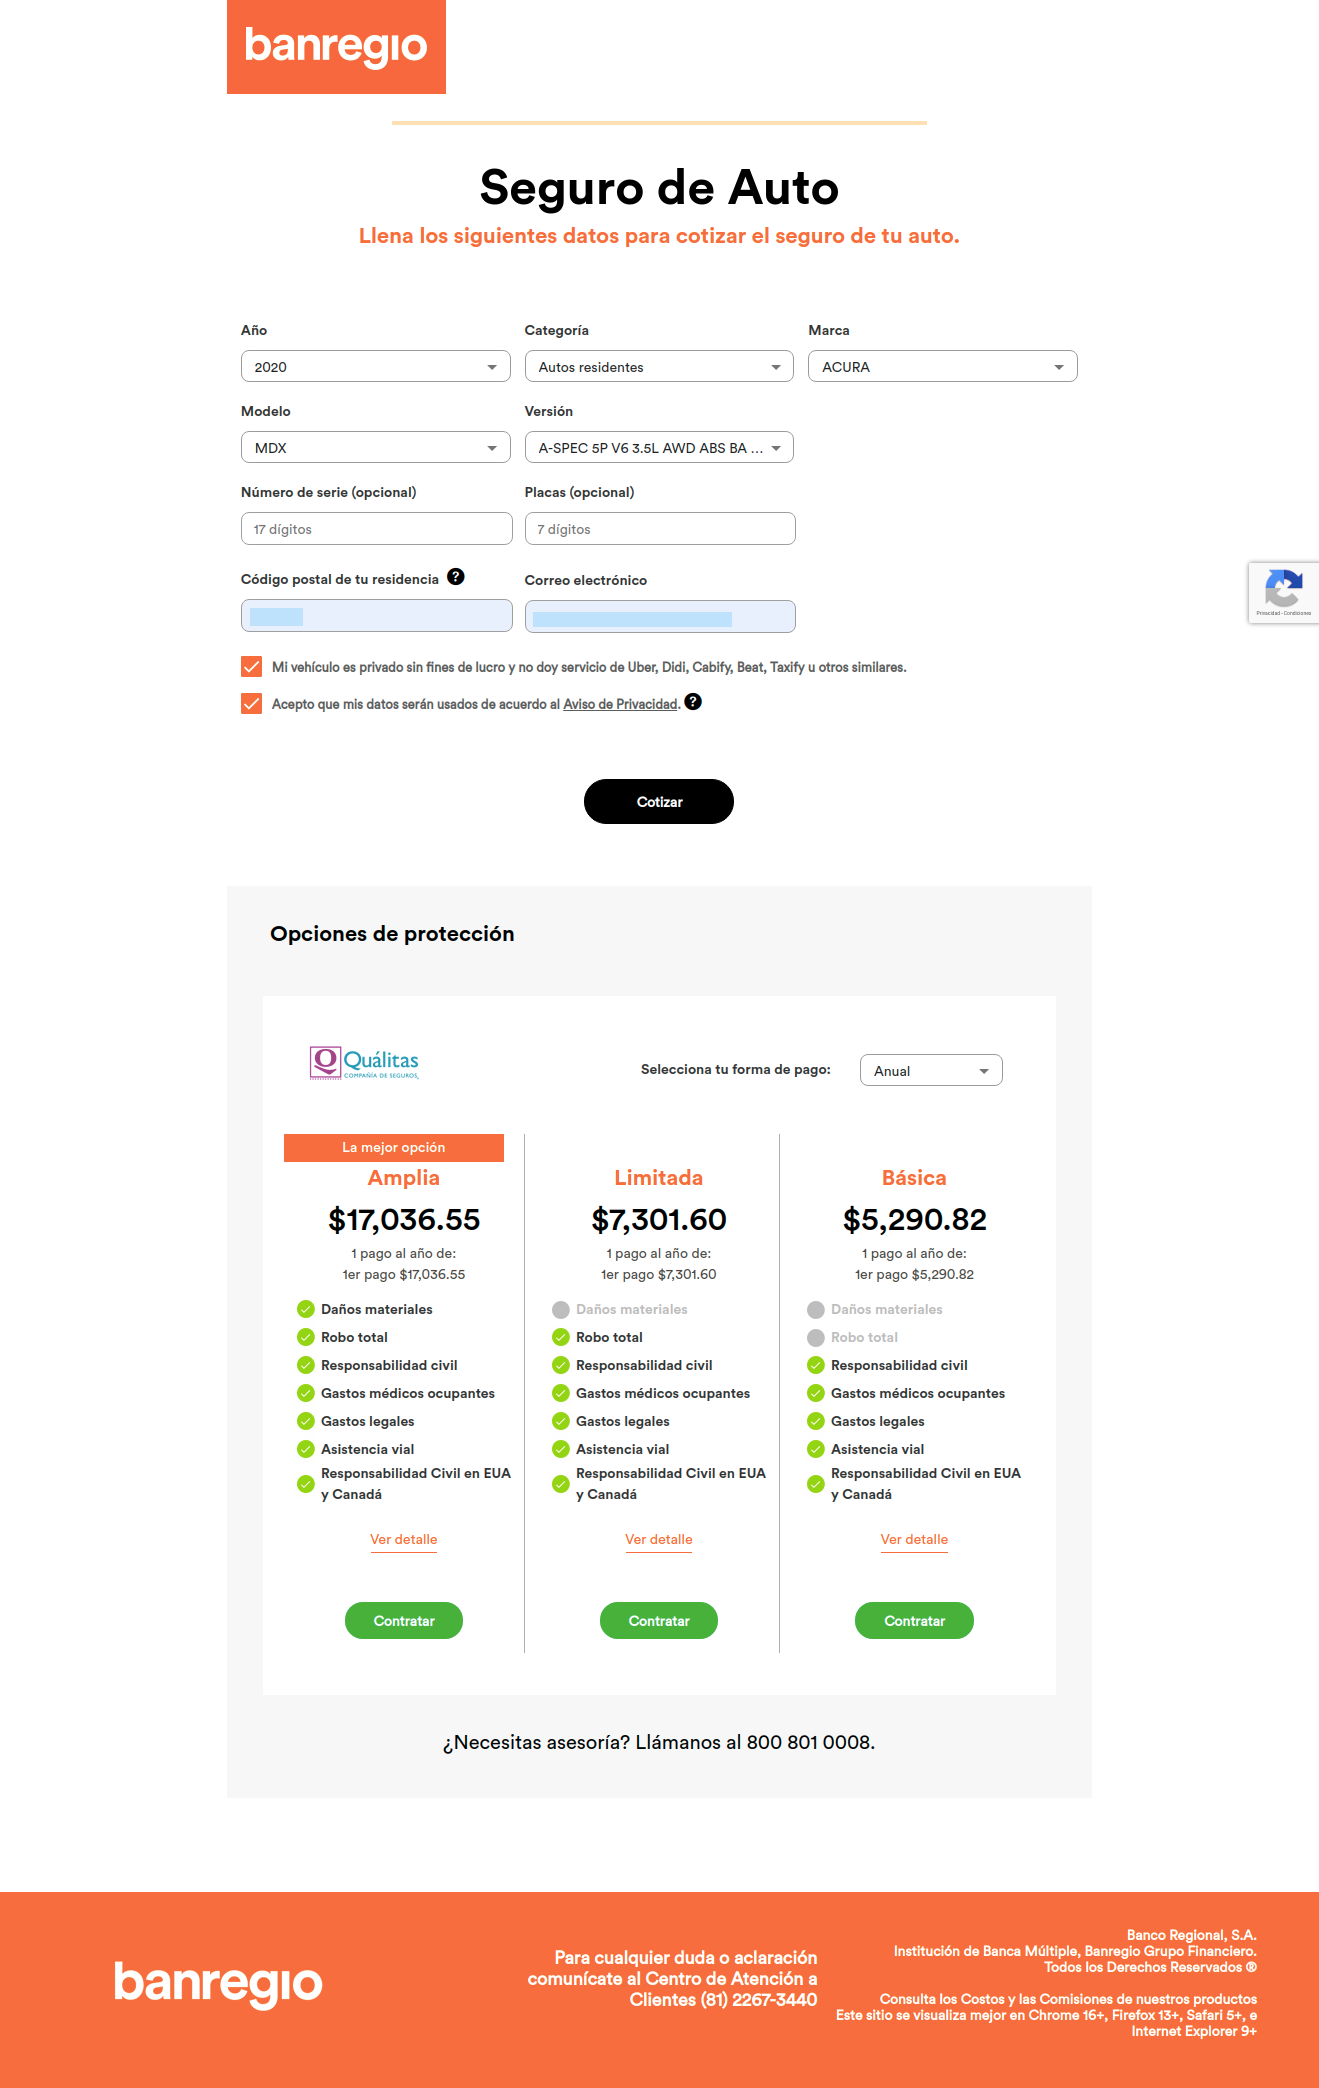 banregio
Seguro de Auto
Llena los siguientes datos para cotizar el seguro de tu auto.
Año
Categoría
Marca
2020
Autos residentes
ACURA
Modelo
Versión
MDX
A-SPEC 5P V6 3.5L AWD ABS BA ...
Número de serie (opcional)
Placas (opcional)
17 dígitos
7 dígitos
Código postal de tu residencia ?
Correo electrónico
Privacidad - Condiciones
Mi vehículo es privado sin fines de lucro y no doy servicio de Uber, Didi, Cabify, Beat, Taxify u otros similares.
Acepto que mis datos serán usados de acuerdo al Aviso de Privacidad. ?
Cotizar
Opciones de protección
Q Quálitas
COMPAÑÍA DE SEGUROS,
Selecciona tu forma de pago:
Anual
La mejor opción
Amplia
$17,036.55
1 pago al año de:
1er pago $17,036.55
Daños materiales
Robo total
Responsabilidad civil
Gastos médicos ocupantes
Gastos legales
Asistencia vial
Responsabilidad Civil en EUA
y Canadá
Ver detalle
Contratar
Limitada
$7,301.60
1 pago al año de:
1er pago $7,301.60
Daños materiales
Robo total
Responsabilidad civil
Gastos médicos ocupantes
Gastos legales
Asistencia vial
Responsabilidad Civil en EUA
y Canadá
Ver detalle
Contratar
Básica
$5,290.82
1 pago al año de:
1er pago $5,290.82
Daños materiales
Robo total
Responsabilidad civil
Gastos médicos ocupantes
Gastos legales
Asistencia vial
Responsabilidad Civil en EUA
y Canadá
Ver detalle
Contratar
¿Necesitas asesoría? Llámanos al 800 801 0008.
banregio
Para cualquier duda o aclaración
comunícate al Centro de Atención a
Clientes (81) 2267-3440
Banco Regional, S.A.
Institución de Banca Múltiple, Banregio Grupo Financiero.
Todos los Derechos Reservados ®
Consulta los Costos y las Comisiones de nuestros productos
Este sitio se visualiza mejor en Chrome 16+, Firefox 13+, Safari 5+, e
Internet Explorer 9+